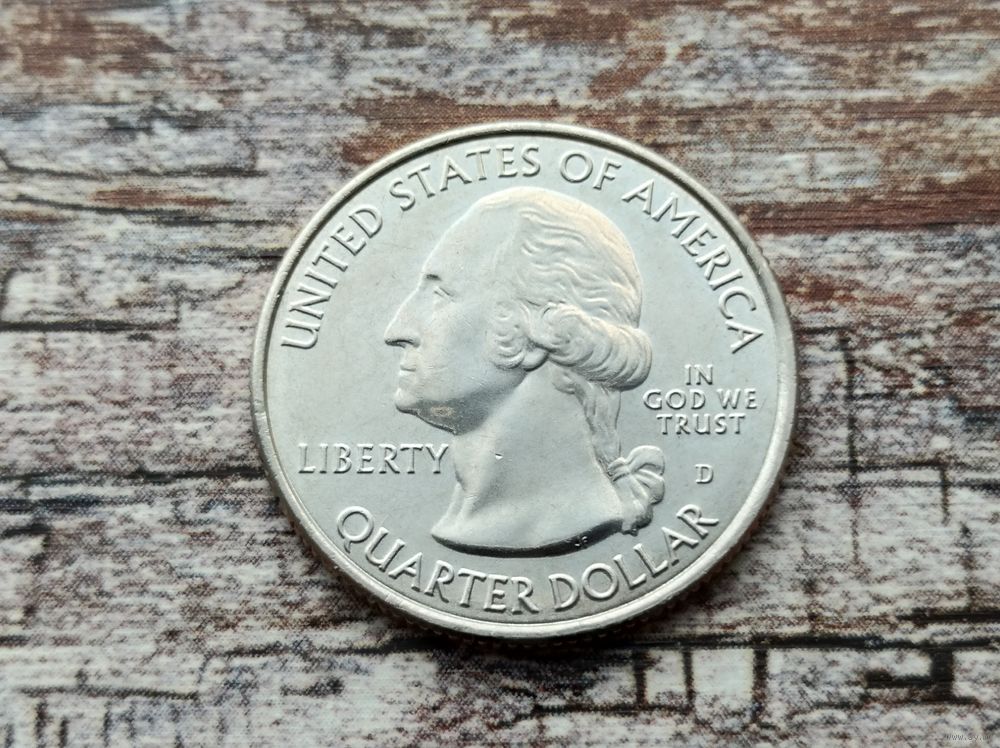 UNITED STATES OF AMERICA
LIBERTY
IN
GOD WE
TRUST
D
QUARTER DOLLAR